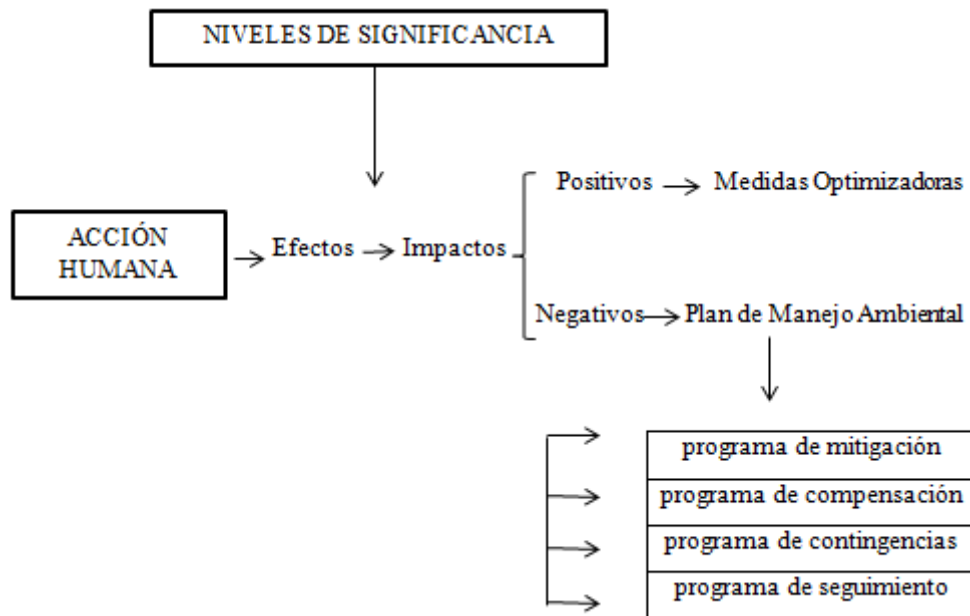 NIVELES DE SIGNIFICANCIA
Positivos
Medidas Optimizadoras
ACCIÓN
HUMANA
Efectos
Impactos
Negativos
Plan de Manejo Ambiental
programa de mitigación
programa de compensación
programa de contingencias
programa de seguimiento